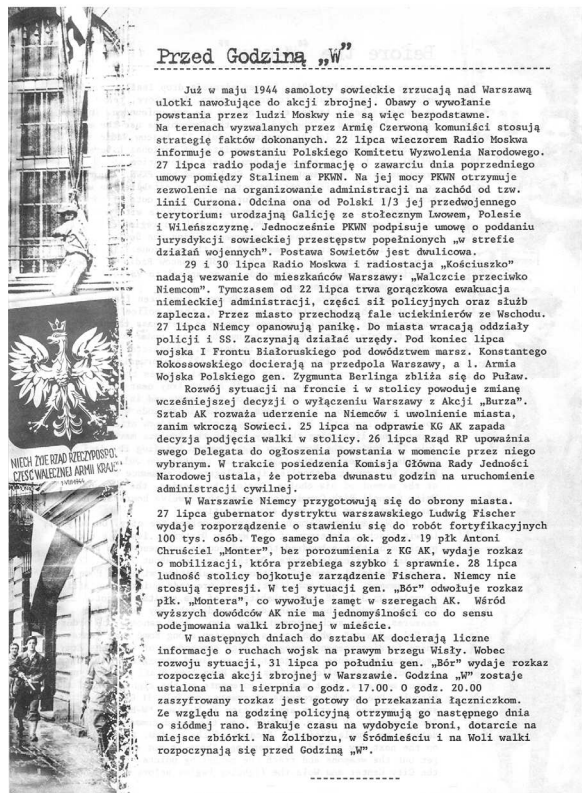 Przed Godziną „W”
Już w maju 1944 samoloty sowieckie zrzucają nad Warszawą
ulotki nawołujące do akcji zbrojnej. Obawy o wywołanie
powstania przez ludzi Moskwy nie są więc bezpodstawne.
Na terenach wyzwalanych przez Armię Czerwoną komuniści stosują
strategię faktów dokonanych. 22 lipca wieczorem Radio Moskwa
informuje o powstaniu Polskiego Komitetu Wyzwolenia Narodowego.
27 lipca radio podaje informację o zawarciu dnia poprzedniego
umowy pomiędzy Stalinem a PKWN. Na jej mocy PKWN otrzymuje
zezwolenie na organizowanie administracji na zachód od tzw.
linii Curzona. Odcina ona od Polski 1/3 jej przedwojennego
terytorium: urodzajną Galicję ze stołecznym Lwowem, Polesie
i Wileńszczyznę. Jednocześnie PKWN podpisuje umowę o poddaniu
jurysdykcji sowieckiej przestępstw popełnionych „w strefie
działań wojennych”. Postawa Sowietów jest dwulicowa.
29 i 30 lipca Radio Moskwa i radiostacja „Kościuszko”
nadają wezwanie do mieszkańców Warszawy: „Walczcie przeciwko
Niemcom”. Tymczasem od 22 lipca trwa gorączkowa ewakuacja
niemieckiej administracji, części sił policyjnych oraz służb
zaplecza. Przez miasto przechodzą fale uciekinierów ze Wschodu.
27 lipca Niemcy opanowują panikę. Do miasta wracają oddziały
policji i SS. Zaczynają działać urzędy. Pod koniec lipca
wojska I Frontu Białoruskiego pod dowództwem marsz. Konstantego
Rokossowskiego docierają na przedpola Warszawy, a 1. Armia
Wojska Polskiego gen. Zygmunta Berlinga zbliża się do Puław.
Rozwój sytuacji na froncie i w stolicy powoduje zmianę
wcześniejszej decyzji o wyłączeniu Warszawy z Akcji „Burza”.
Sztab AK rozważa uderzenie na Niemców i uwolnienie miasta,
zanim wkroczą Sowieci. 25 lipca na odprawie KG AK zapada
decyzja podjęcia walki w stolicy. 26 lipca Rząd RP upoważnia
swego Delegata do ogłoszenia powstania w momencie przez niego
wybranym. W trakcie posiedzenia Komisja Główna Rady Jedności
Narodowej ustala, że potrzeba dwunastu godzin na uruchomienie
administracji cywilnej.
W Warszawie Niemcy przygotowują się do obrony miasta.
27 lipca gubernator dystryktu warszawskiego Ludwig Fischer
wydaje rozporządzenie o stawieniu się do robót fortyfikacyjnych
100 tys. osób. Tego samego dnia ok. godz. 19 płk Antoni
Chruściel „Monter”, bez porozumienia z KG AK, wydaje rozkaz
o mobilizacji, która przebiega szybko i sprawnie. 28 lipca
ludność stolicy bojkotuje zarządzenie Fischera. Niemcy nie
stosują represji. W tej sytuacji gen. „Bór” odwołuje rozkaz
płk. „Montera”, co wywołuje zamęt w szeregach AK. Wśród
wyższych dowódców AK nie ma jednomyślności co do sensu
podejmowania walki zbrojnej w mieście.
W następnych dniach do sztabu AK docierają liczne
informacje o ruchach wojsk na prawym brzegu Wisły. Wobec
rozwoju sytuacji, 31 lipca po południu gen. „Bór” wydaje rozkaz
rozpoczęcia akcji zbrojnej w Warszawie. Godzina „W” zostaje
ustalona na 1 sierpnia o godz. 17.00. O godz. 20.00
zaszyfrowany rozkaz jest gotowy do przekazania łączniczkom.
Ze względu na godzinę policyjną otrzymują go następnego dnia
o siódmej rano. Brakuje czasu na wydobycie broni, dotarcie na
miejsce zbiórki. Na Żoliborzu, w Śródmieściu i na Woli walki
rozpoczynają się przed Godziną „W”.
NIECH ŻYJE RZĄD RZECZYPOSPOL
CZEŚĆ WALECZNEJ ARMII KRAJO